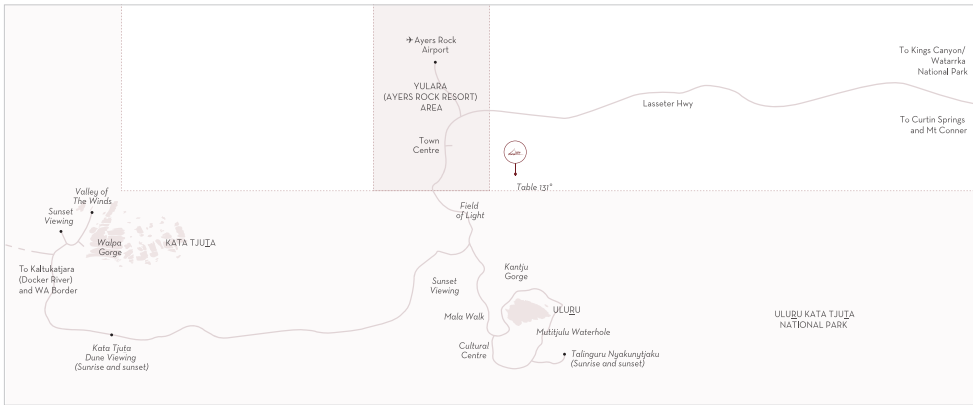 Ayers Rock
Airport
YULARA
(AYERS ROCK RESORT)
AREA
Town
Centre
Lasseter Hwy
To Kings Canyon/
Watarrka
National Park
To Curtin Springs
and Mt Conner
Table 131°
Valley of
The Winds
Sunset
Viewing
Walpa
Gorge
KATA TJUṮA
To Kaltukatjara
(Docker River)
and WA Border
Kata Tjuta
Dune Viewing
(Sunrise and sunset)
Field
of Light
Sunset
Viewing
Kantju
Gorge
Mala Walk
ULUṞU
Mutitjulu Waterhole
Cultural
Centre
Talinguru Nyakunytjaku
(Sunrise and sunset)
ULUṞU KATA TJUṮA
NATIONAL PARK